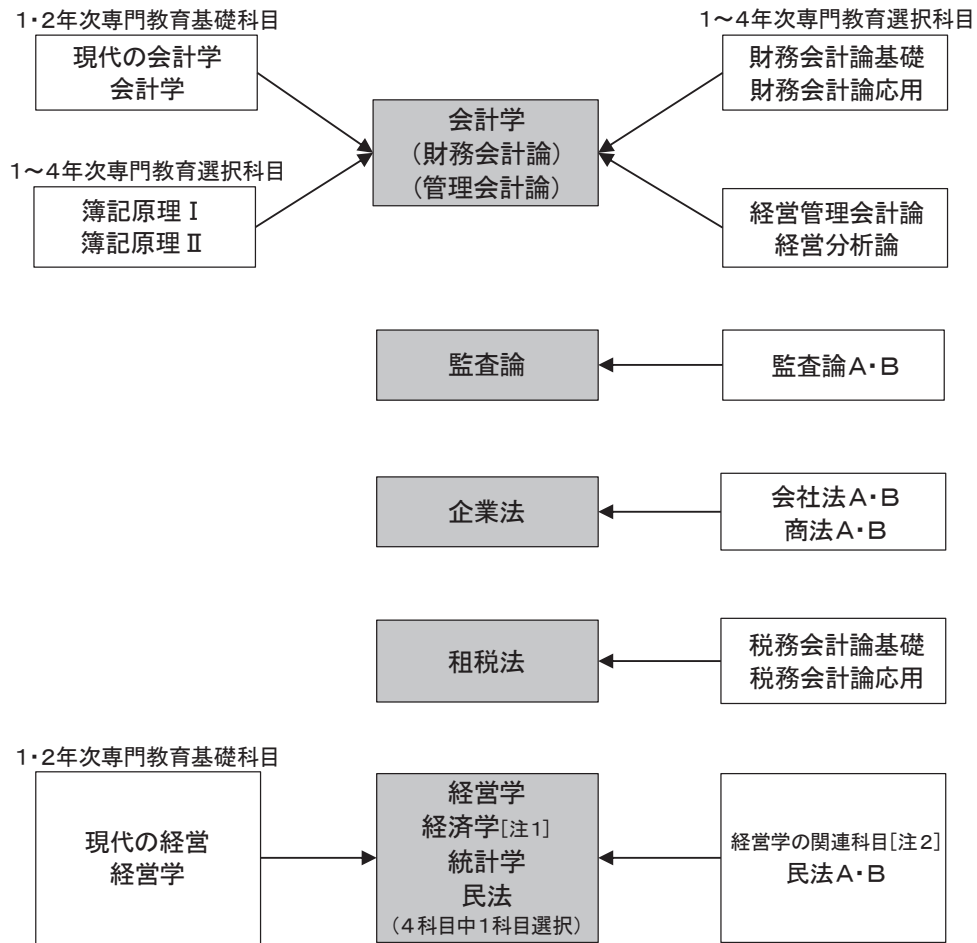 1・2年次専門教育基礎科目
現代の会計学
会計学
1〜4年次専門教育選択科目
簿記原理Ⅰ
簿記原理Ⅱ
会計学
(財務会計論)
(管理会計論)
1〜4年次専門教育選択科目
財務会計論基礎
財務会計論応用
経営管理会計論
経営分析論
監査論
監査論A・B
企業法
会社法A・B
商法A・B
租税法
税務会計論基礎
税務会計論応用
1・2年次専門教育基礎科目
現代の経営
経営学
経営学
経済学[注1]
統計学
民法
(4科目中1科目選択)
経営学の関連科目[注2]
民法A・B